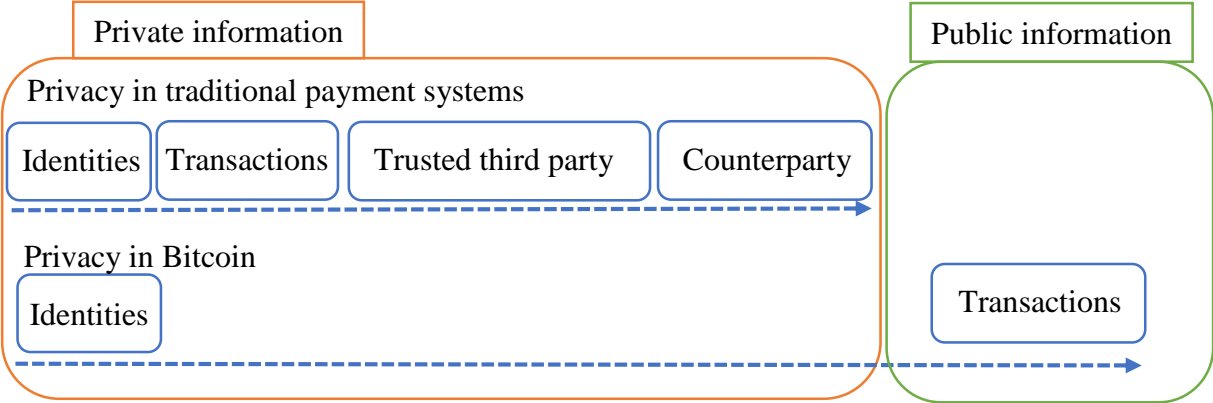 Private information
Public information
Privacy in traditional payment systems
Identities
Transactions
Trusted third party
Counterparty
Privacy in Bitcoin
Identities
Transactions